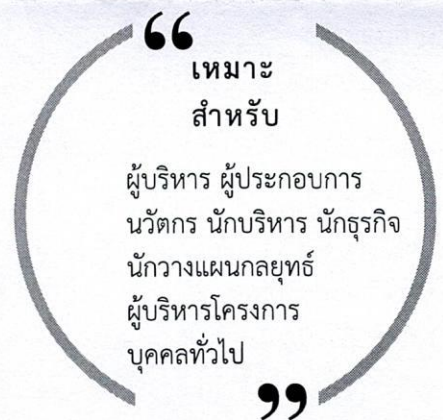 “
เหมาะ
สำหรับ
ผู้บริหาร ผู้ประกอบการ
นวัตกร นักบริหาร นักธุรกิจ
นักวางแผนกลยุทธ์
ผู้บริหารโครงการ
บุคคลทั่วไป
”